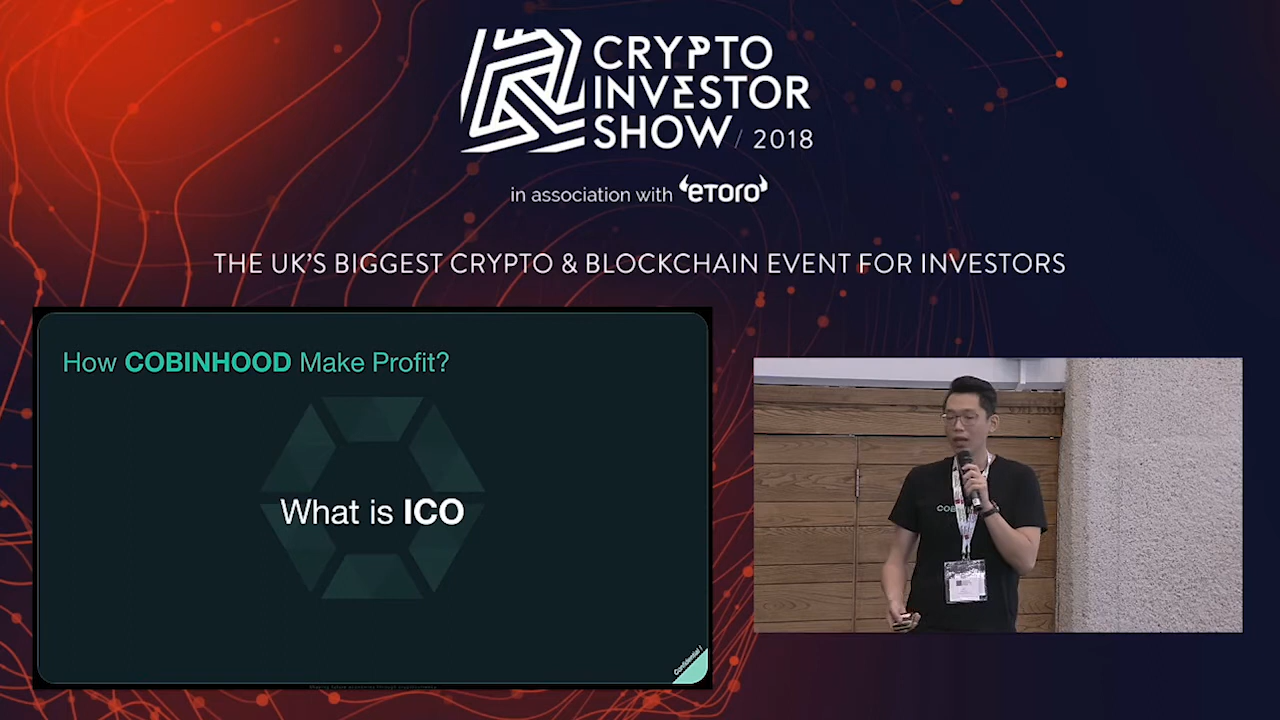 CRYPTO
INVESTOR
SHOW / 2018
in association with eTORO
THE UK'S BIGGEST CRYPTO & BLOCKCHAIN EVENT FOR INVESTORS
How COBINHOOD Make Profit?
What is ICO
Confidential !